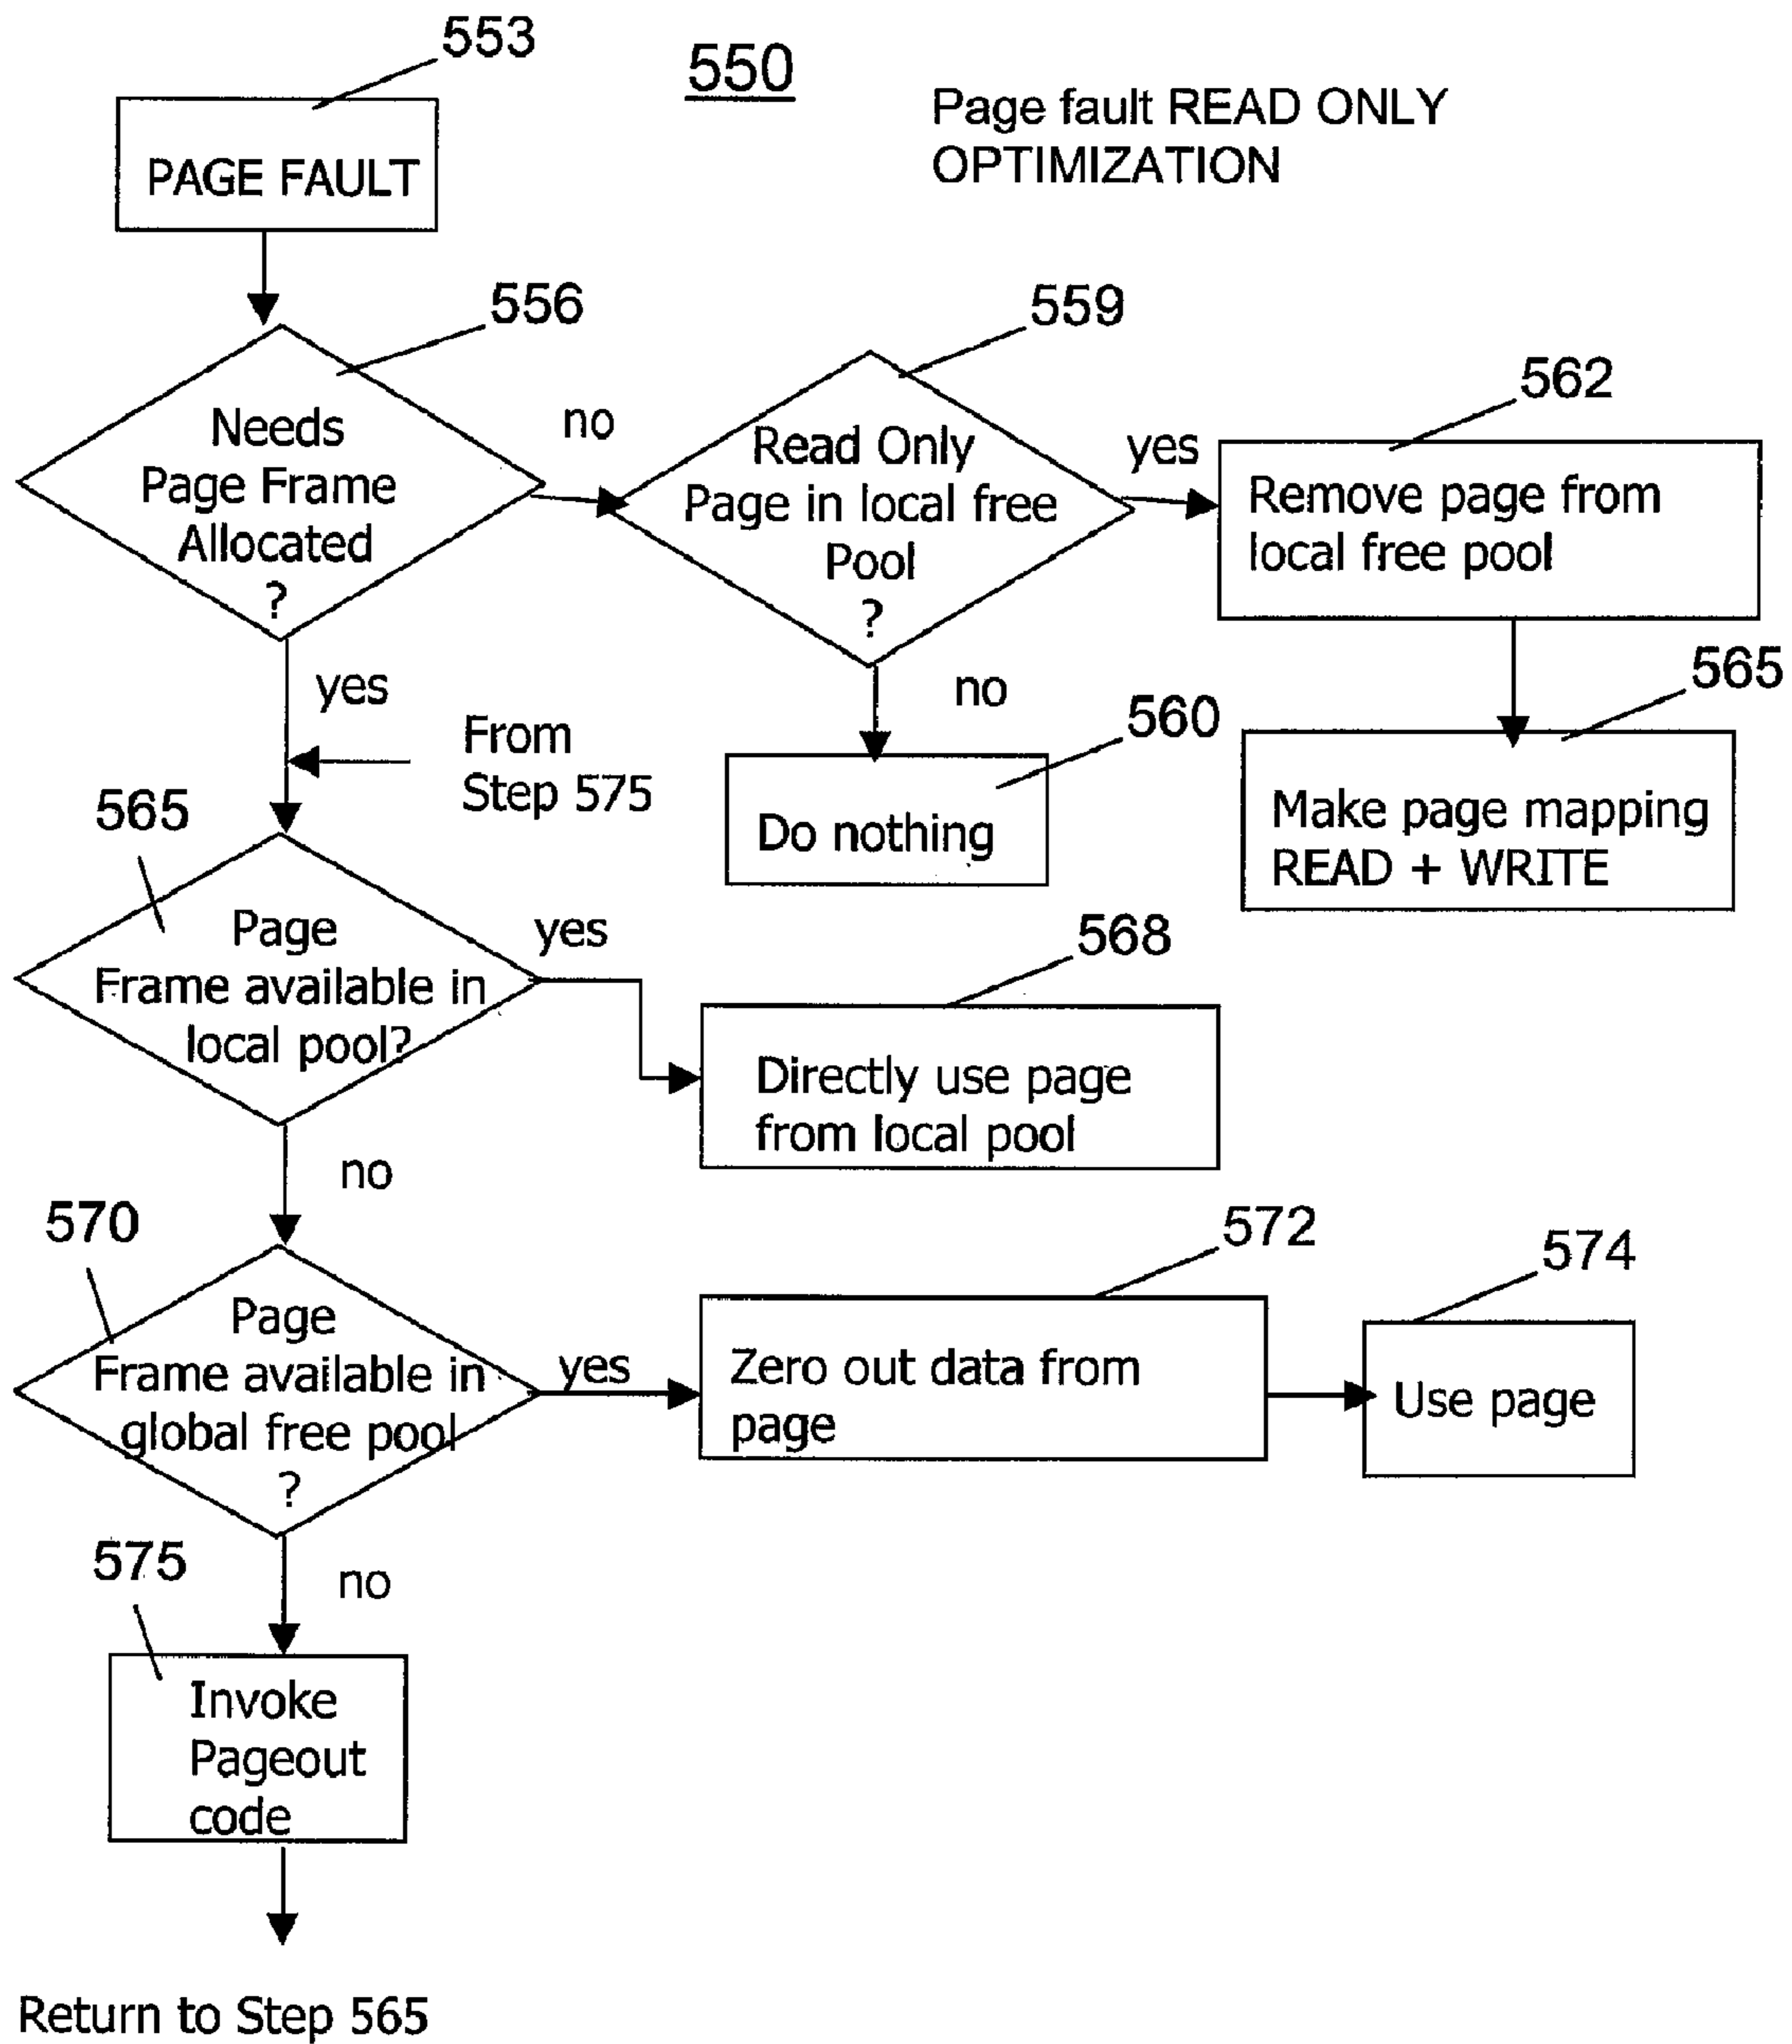 553
550
Page fault READ ONLY
OPTIMIZATION
PAGE FAULT
556
559
562
Needs
Page Frame
Allocated
?
no
Read Only
Page in local free
Pool
?
yes
Remove page from
local free pool
yes
no
565
From
Step 575
560
Make page mapping
READ + WRITE
Do nothing
565
Page
Frame available in
local pool?
yes
568
Directly use page
from local pool
no
570
572
574
Page
Frame available in
global free pool
?
yes
Zero out data from
page
Use page
575
no
Invoke
Pageout
code
Return to Step 565